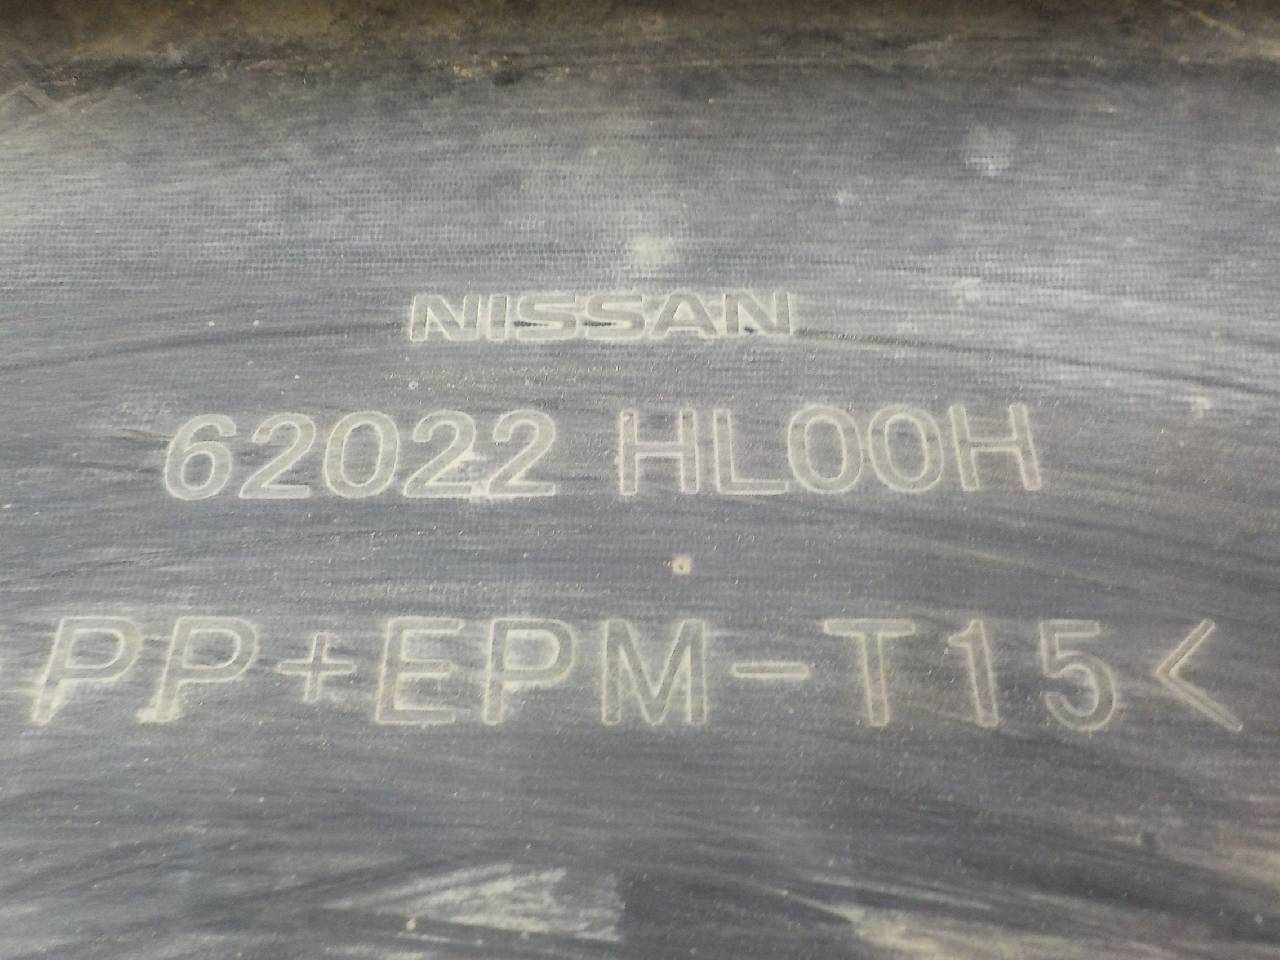 NISSAN
62022 HL00H
PP+EPM-T15<